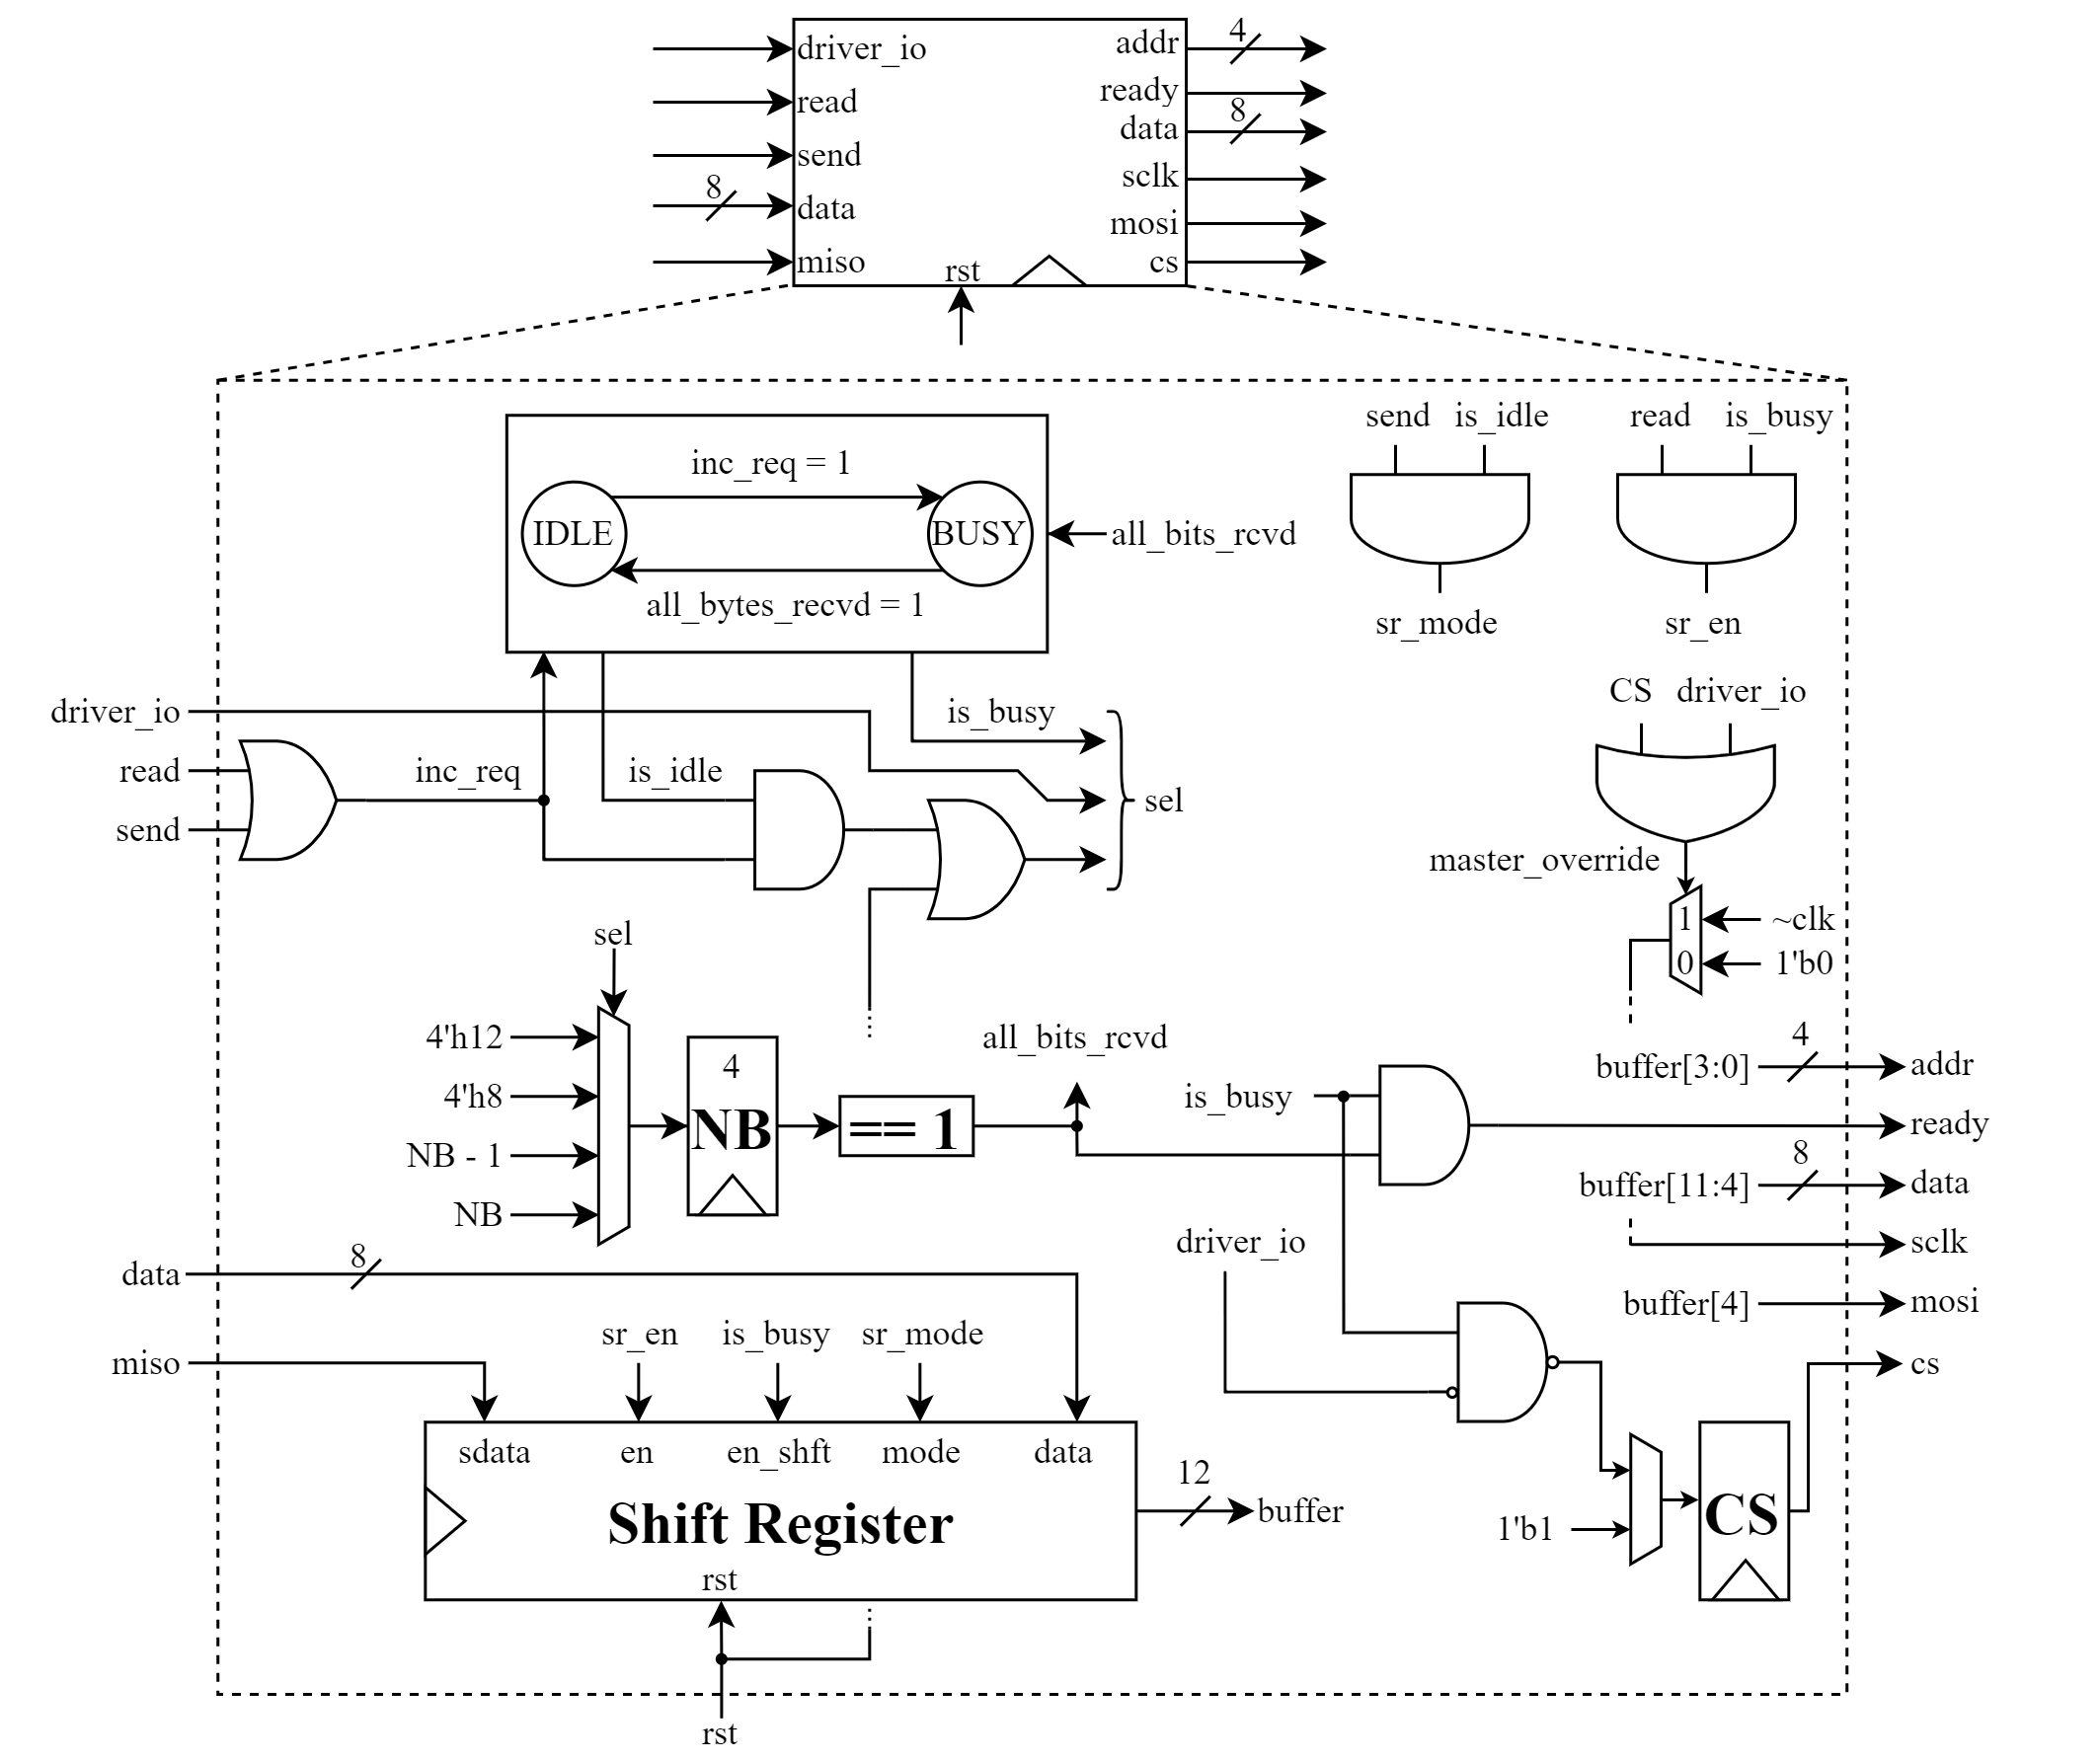 driver_io
read
send
8
data
miso
rst
addr
4
ready
data
8
sclk
mosi
cs
inc_req = 1
IDLE
BUSY
all_bytes_recvd = 1
all_bits_rcvd
send is_idle
sr_mode
read is_busy
sr_en
driver_io
read
send
inc_req
is_idle
is_busy
sel
CS driver_io
master_override
1
0
~clk
1'b0
sel
4'h12
4'h8
NB - 1
NB
4
NB
== 1
all_bits_rcvd
is_busy
buffer[3:0]
4
addr
ready
buffer[11:4]
8
data
sclk
buffer[4]
mosi
cs
driver_io
data
8
miso
sr_en
is_busy
sr_mode
sdata
en
en_shft
mode
data
Shift Register
rst
12
buffer
1'b1
CS
rst